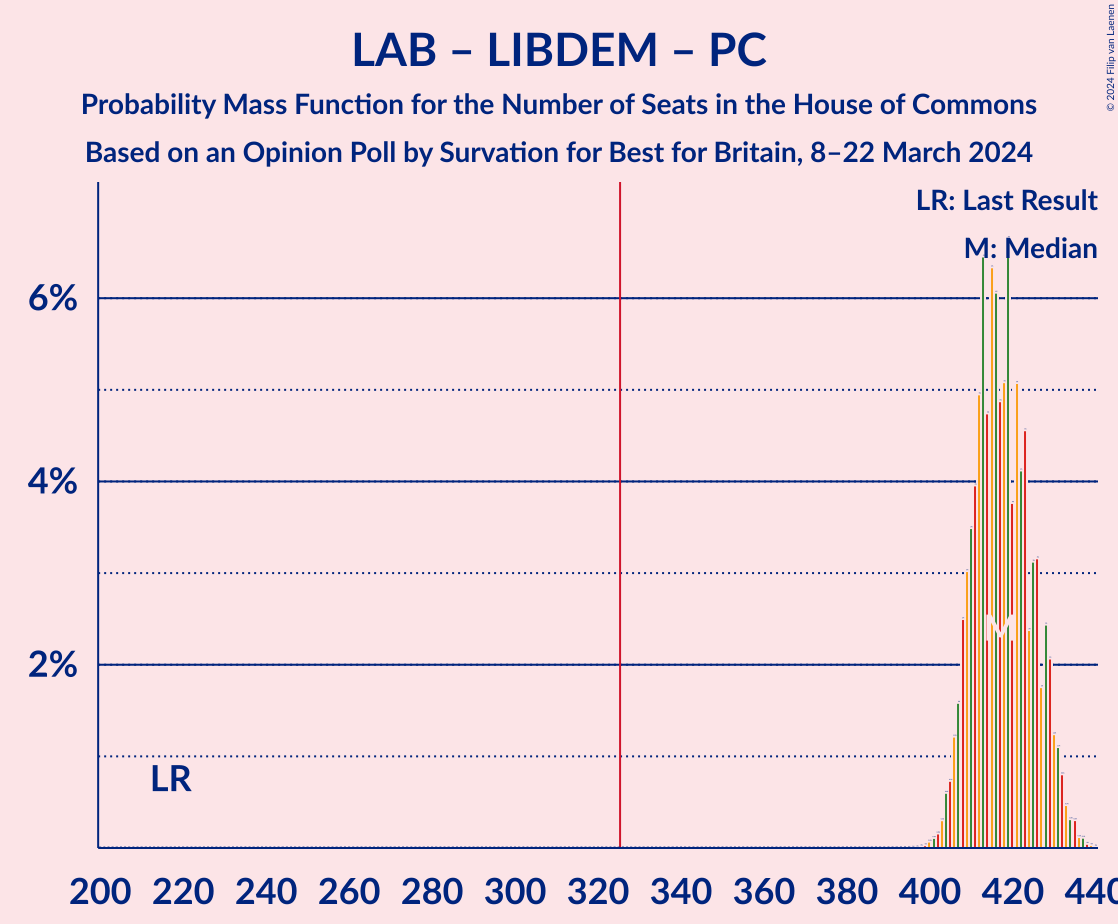 LAB – LIBDEM – PC
Probability Mass Function for the Number of Seats in the House of Commons
Based on an Opinion Poll by Survation for Best for Britain, 8–22 March 2024
© 2024 Filip van Laenen
LR: Last Result
M: Median
6%
4%
2%
M
LR
200 220 240 260 280 300 320 340 360 380 400 420 440